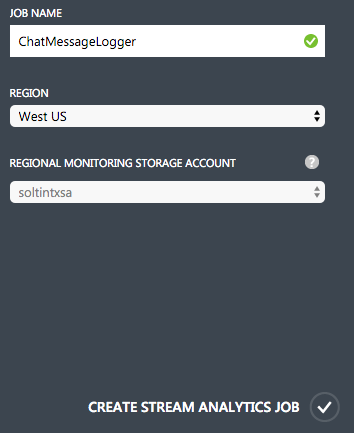 JOB NAME
ChatMessageLogger
REGION
West US
REGIONAL MONITORING STORAGE ACCOUNT
?
soltintxsa
CREATE STREAM ANALYTICS JOB